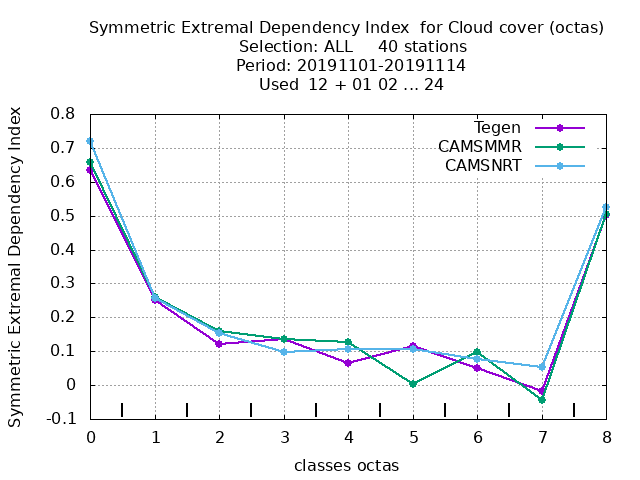 Symmetric Extremal Dependency Index  for Cloud cover (octas)
Selection: ALL     40 stations
Period: 20191101-20191114
Used  12 + 01 02 ... 24
Symmetric Extremal Dependency Index
0.8
0.7
0.6
0.5
0.4
0.3
0.2
0.1
0
-0.1
Tegen
CAMSMMR
CAMSNRT
0 1 2 3 4 5 6 7 8
classes octas